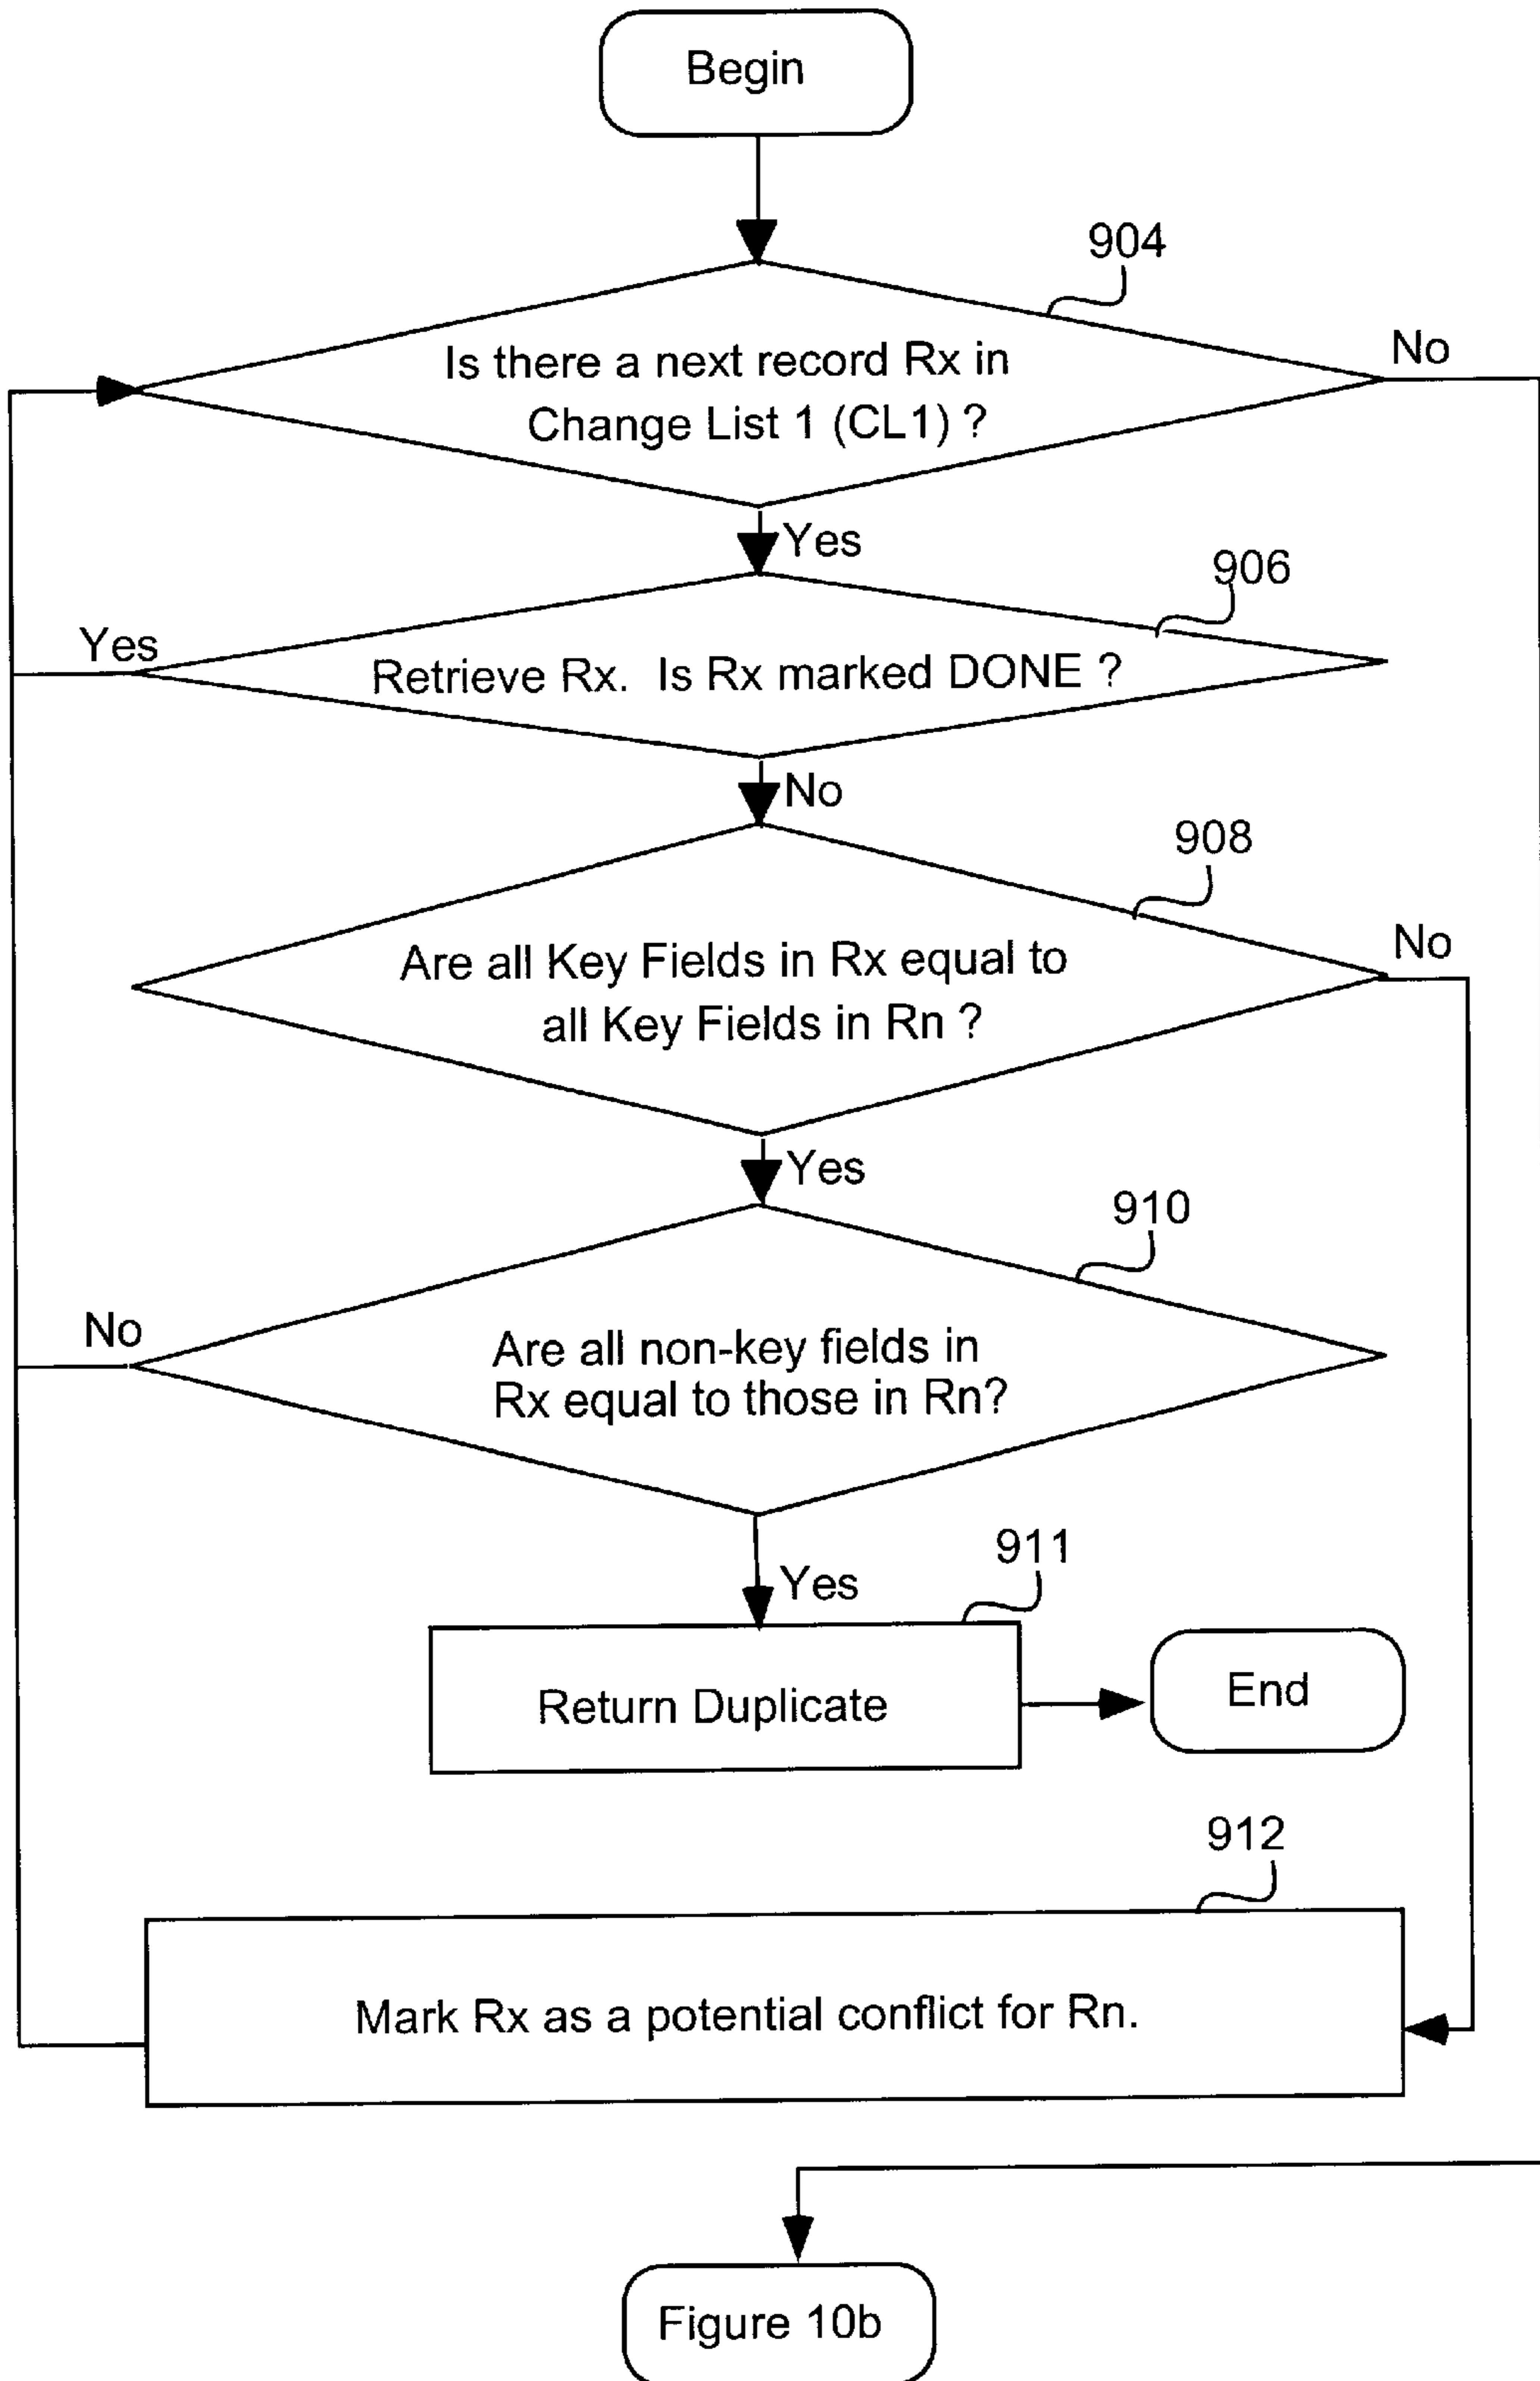 Begin
904
Is there a next record Rx in
Change List 1 (CL1) ?
No
Yes
906
Yes
Retrieve Rx.  Is Rx marked DONE ?
No
908
Are all Key Fields in Rx equal to
all Key Fields in Rn ?
No
Yes
910
No
Are all non-key fields in
Rx equal to those in Rn?
Yes
911
Return Duplicate
End
912
Mark Rx as a potential conflict for Rn.
Figure 10b